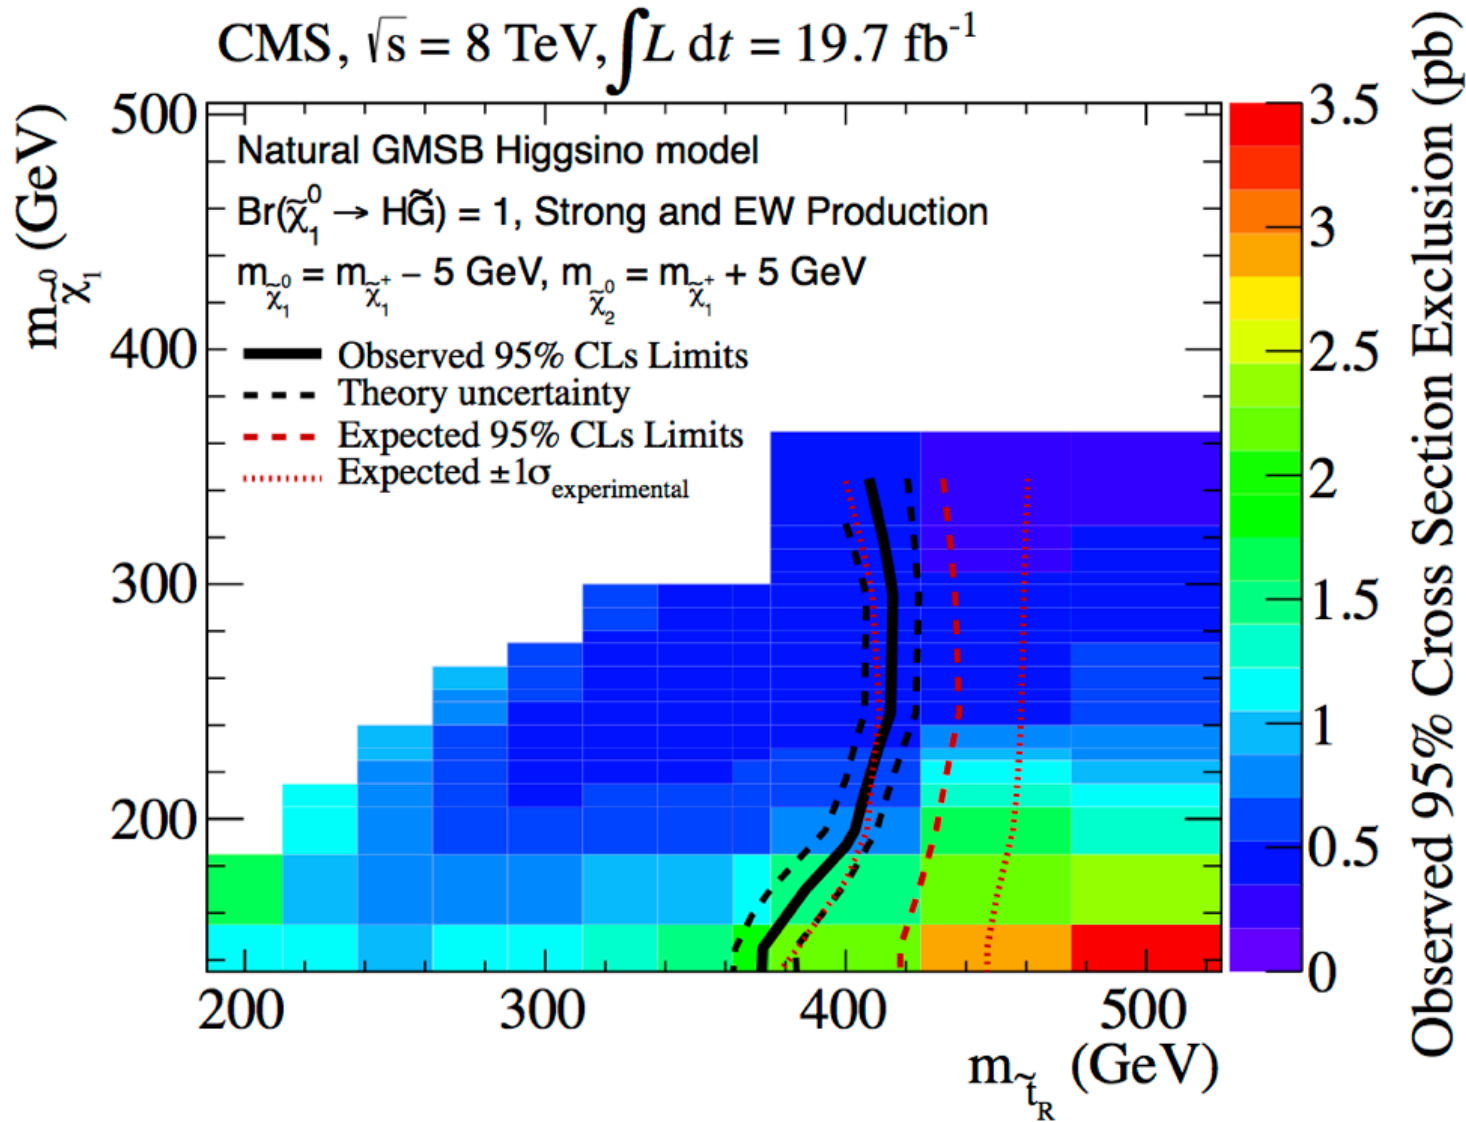 CMS, √s = 8 TeV, ∫L dt = 19.7 fb⁻¹
m_χ̃₁⁰ (GeV)
500
400
300
200
Natural GMSB Higgsino model
Br(χ̃₁⁰ → HG̃) = 1, Strong and EW Production
m_χ̃₁⁰ = m_χ̃₁⁺ − 5 GeV, m_χ̃₂⁰ = m_χ̃₁⁺ + 5 GeV
Observed 95% CLs Limits
Theory uncertainty
Expected 95% CLs Limits
Expected ±1σ_experimental
200 300 400 500
m_t̃_R (GeV)
3.5
3
2.5
2
1.5
1
0.5
0
Observed 95% Cross Section Exclusion (pb)